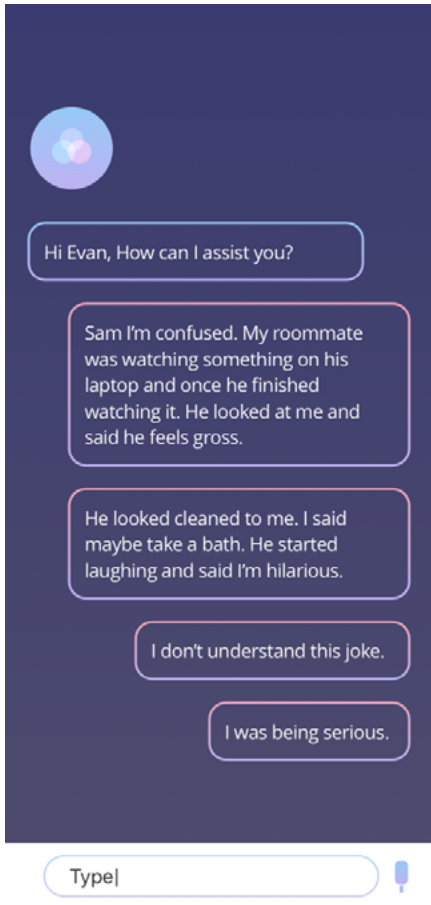 Hi Evan, How can I assist you?
Sam I’m confused. My roommate
was watching something on his
laptop and once he finished
watching it. He looked at me and
said he feels gross.
He looked cleaned to me. I said
maybe take a bath. He started
laughing and said I’m hilarious.
I don’t understand this joke.
I was being serious.
Type|